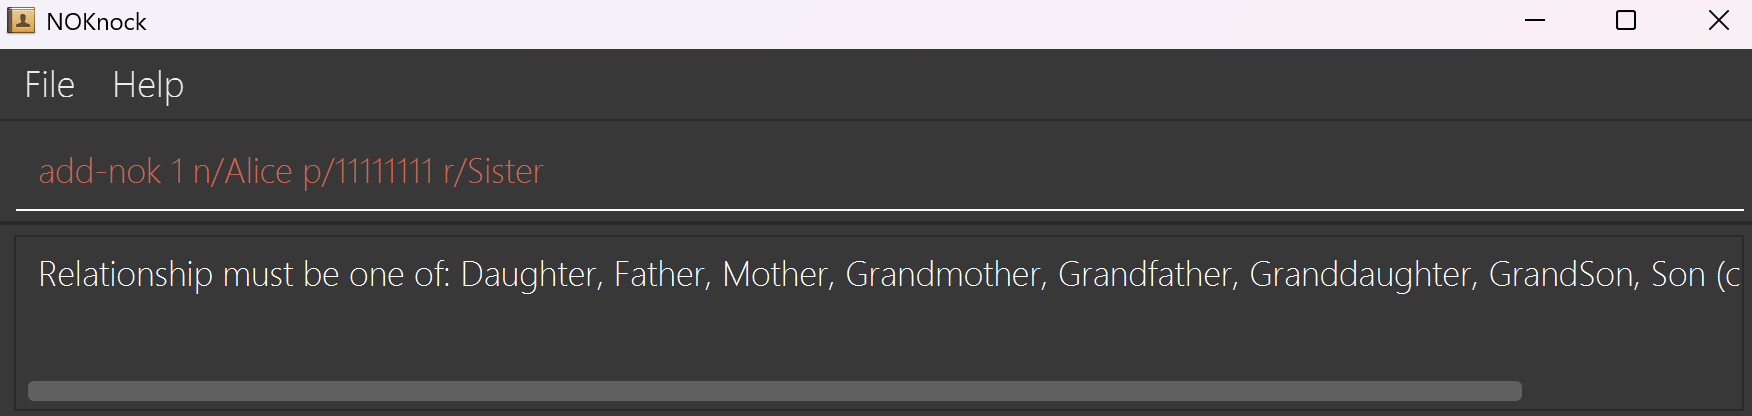 NOKnock
File Help
add-nok 1 n/Alice p/11111111 r/Sister
Relationship must be one of: Daughter, Father, Mother, Grandmother, Grandfather, Granddaughter, GrandSon, Son (c